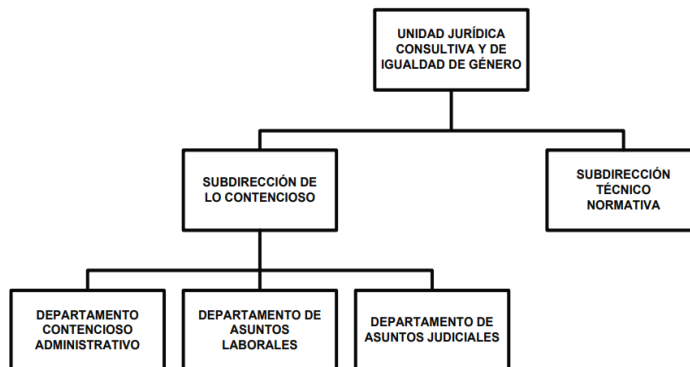 UNIDAD JURÍDICA
CONSULTIVA Y DE
IGUALDAD DE GÉNERO
SUBDIRECCIÓN DE
LO CONTENCIOSO
SUBDIRECCIÓN
TÉCNICO
NORMATIVA
DEPARTAMENTO
CONTENCIOSO
ADMINISTRATIVO
DEPARTAMENTO DE
ASUNTOS
LABORALES
DEPARTAMENTO DE
ASUNTOS JUDICIALES